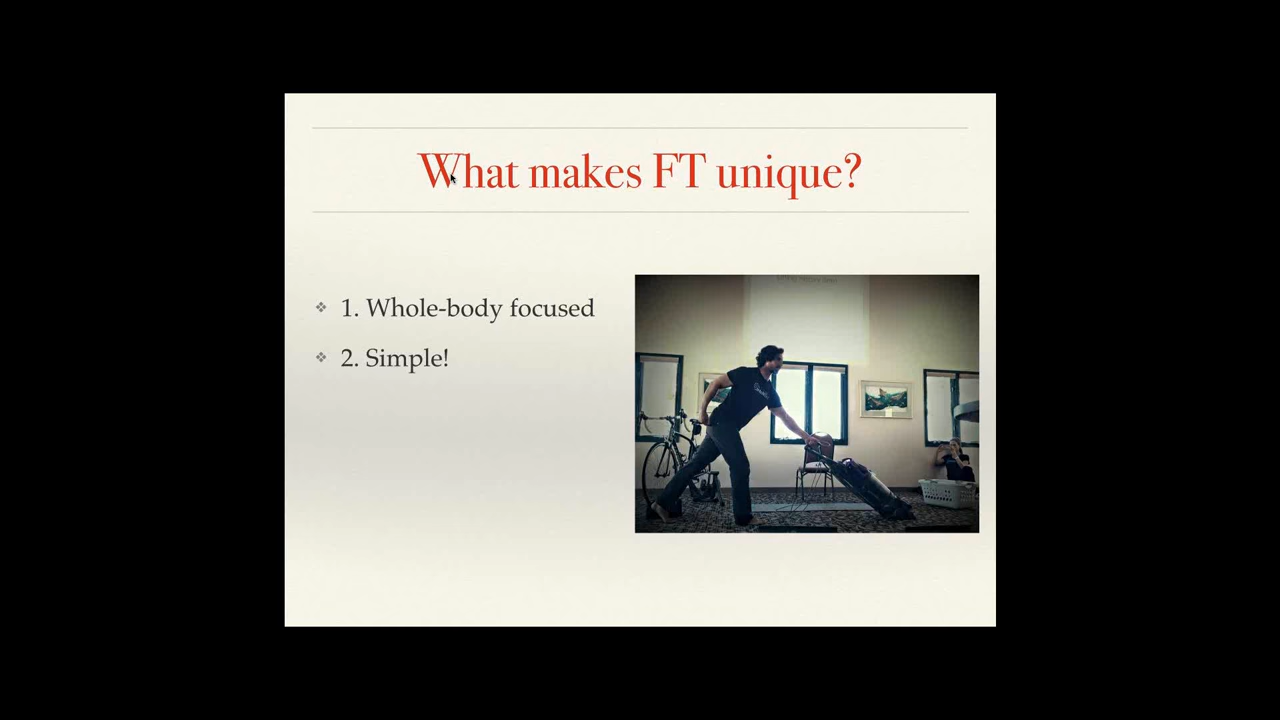 What makes FT unique?
❖ 1. Whole-body focused
❖ 2. Simple!